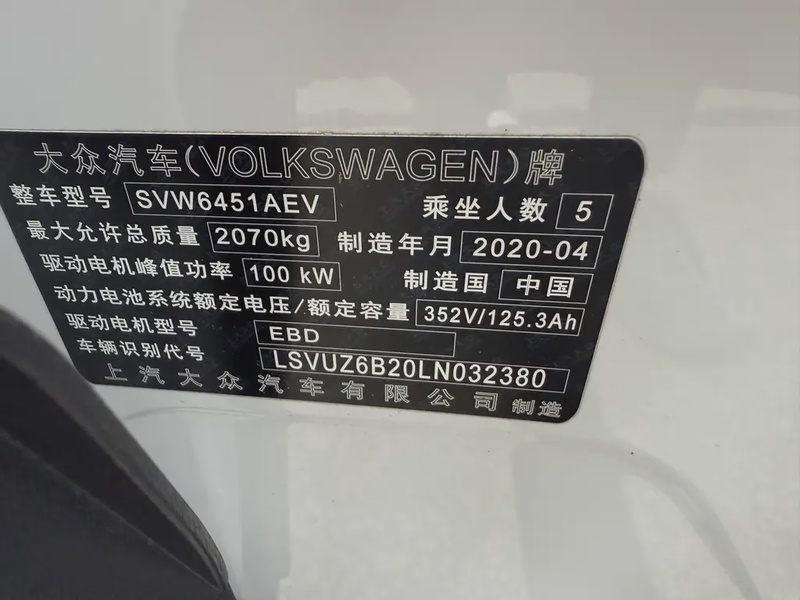 大众汽车(VOLKSWAGEN)牌
整车型号 SVW6451AEV 乘坐人数 5
最大允许总质量 2070kg 制造年月 2020-04
驱动电机峰值功率 100 kW 制造国 中国
动力电池系统额定电压/额定容量 352V/125.3Ah
驱动电机型号 EBD
车辆识别代号 LSVUZ6B20LN032380
上汽大众汽车有限公司 制造